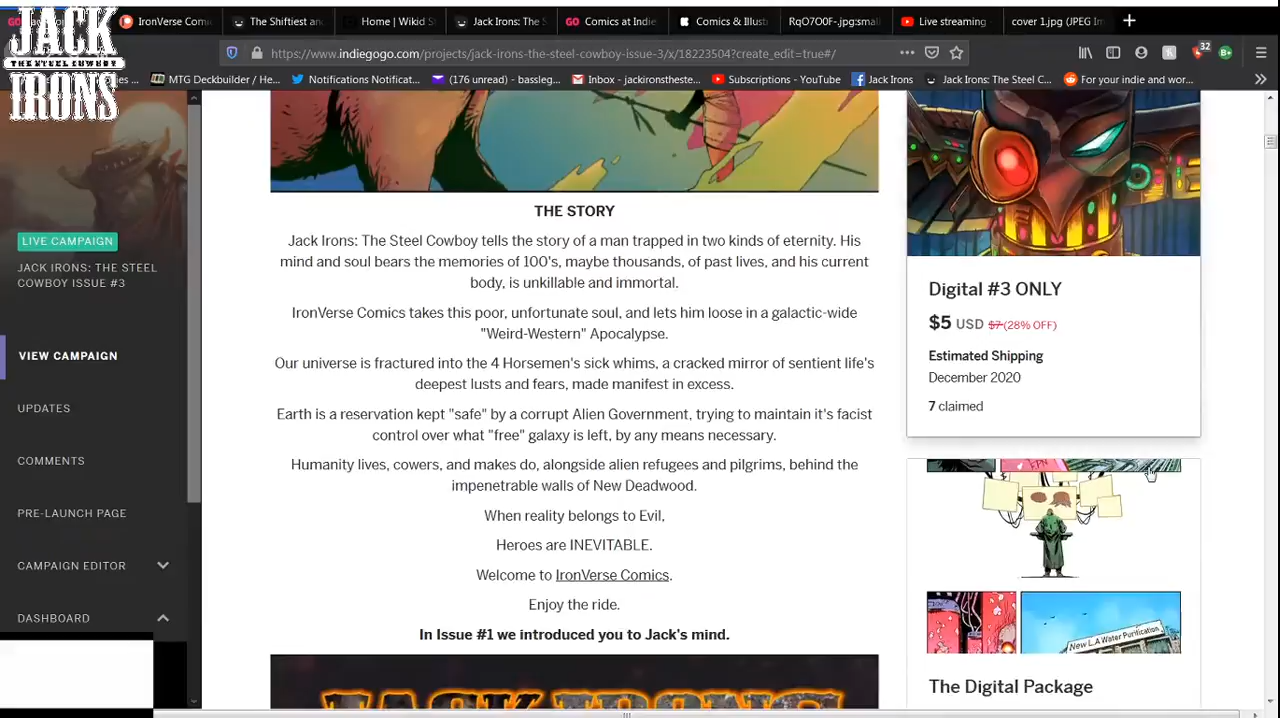 JACK
THE STEEL COWBOY
IRONS
IronVerse Comi
The Shiftiest an
Home | Wikid S
Jack Irons: The S
GO Comics at Indie
Comics & Illust
RqO7O0F-.jpg:small
Live streaming
cover 1.jpg (JPEG Im
https://www.indiegogo.com/projects/jack-irons-the-steel-cowboy-issue-3/x/18223504?create_edit=true#/
32
MTG Deckbuilder / He...
Notifications Notificat...
(176 unread) - bassleg...
Inbox - jackironsthe...
Subscriptions - YouTube
Jack Irons
Jack Irons: The Steel C...
For your indie and wor...
LIVE CAMPAIGN
JACK IRONS: THE STEEL
COWBOY ISSUE #3
VIEW CAMPAIGN
UPDATES
COMMENTS
PRE-LAUNCH PAGE
CAMPAIGN EDITOR
DASHBOARD
THE STORY
Jack Irons: The Steel Cowboy tells the story of a man trapped in two kinds of eternity. His
mind and soul bears the memories of 100's, maybe thousands, of past lives, and his current
body, is unkillable and immortal.
IronVerse Comics takes this poor, unfortunate soul, and lets him loose in a galactic-wide
"Weird-Western" Apocalypse.
Our universe is fractured into the 4 Horsemen's sick whims, a cracked mirror of sentient life's
deepest lusts and fears, made manifest in excess.
Earth is a reservation kept "safe" by a corrupt Alien Government, trying to maintain it's facist
control over what "free" galaxy is left, by any means necessary.
Humanity lives, cowers, and makes do, alongside alien refugees and pilgrims, behind the
impenetrable walls of New Deadwood.
When reality belongs to Evil,
Heroes are INEVITABLE.
Welcome to IronVerse Comics.
Enjoy the ride.
In Issue #1 we introduced you to Jack's mind.
JACK IRONS
Digital #3 ONLY
$5 USD $7 (28% OFF)
Estimated Shipping
December 2020
7 claimed
New L.A Water Purification
The Digital Package